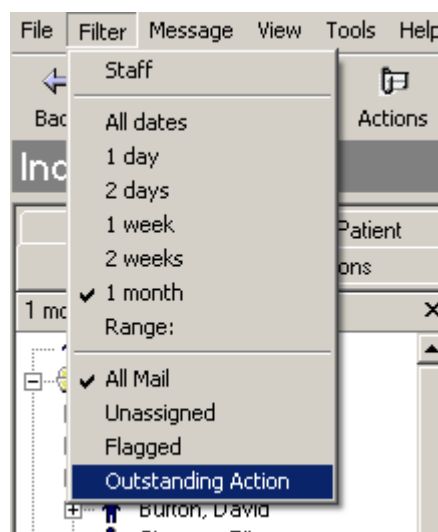 File Filter Message View Tools Help
Staff
Actions
All dates
1 day
2 days
1 week
Patient
2 weeks
1 month
Range:
All Mail
Unassigned
Flagged
Outstanding Action
Burton, David